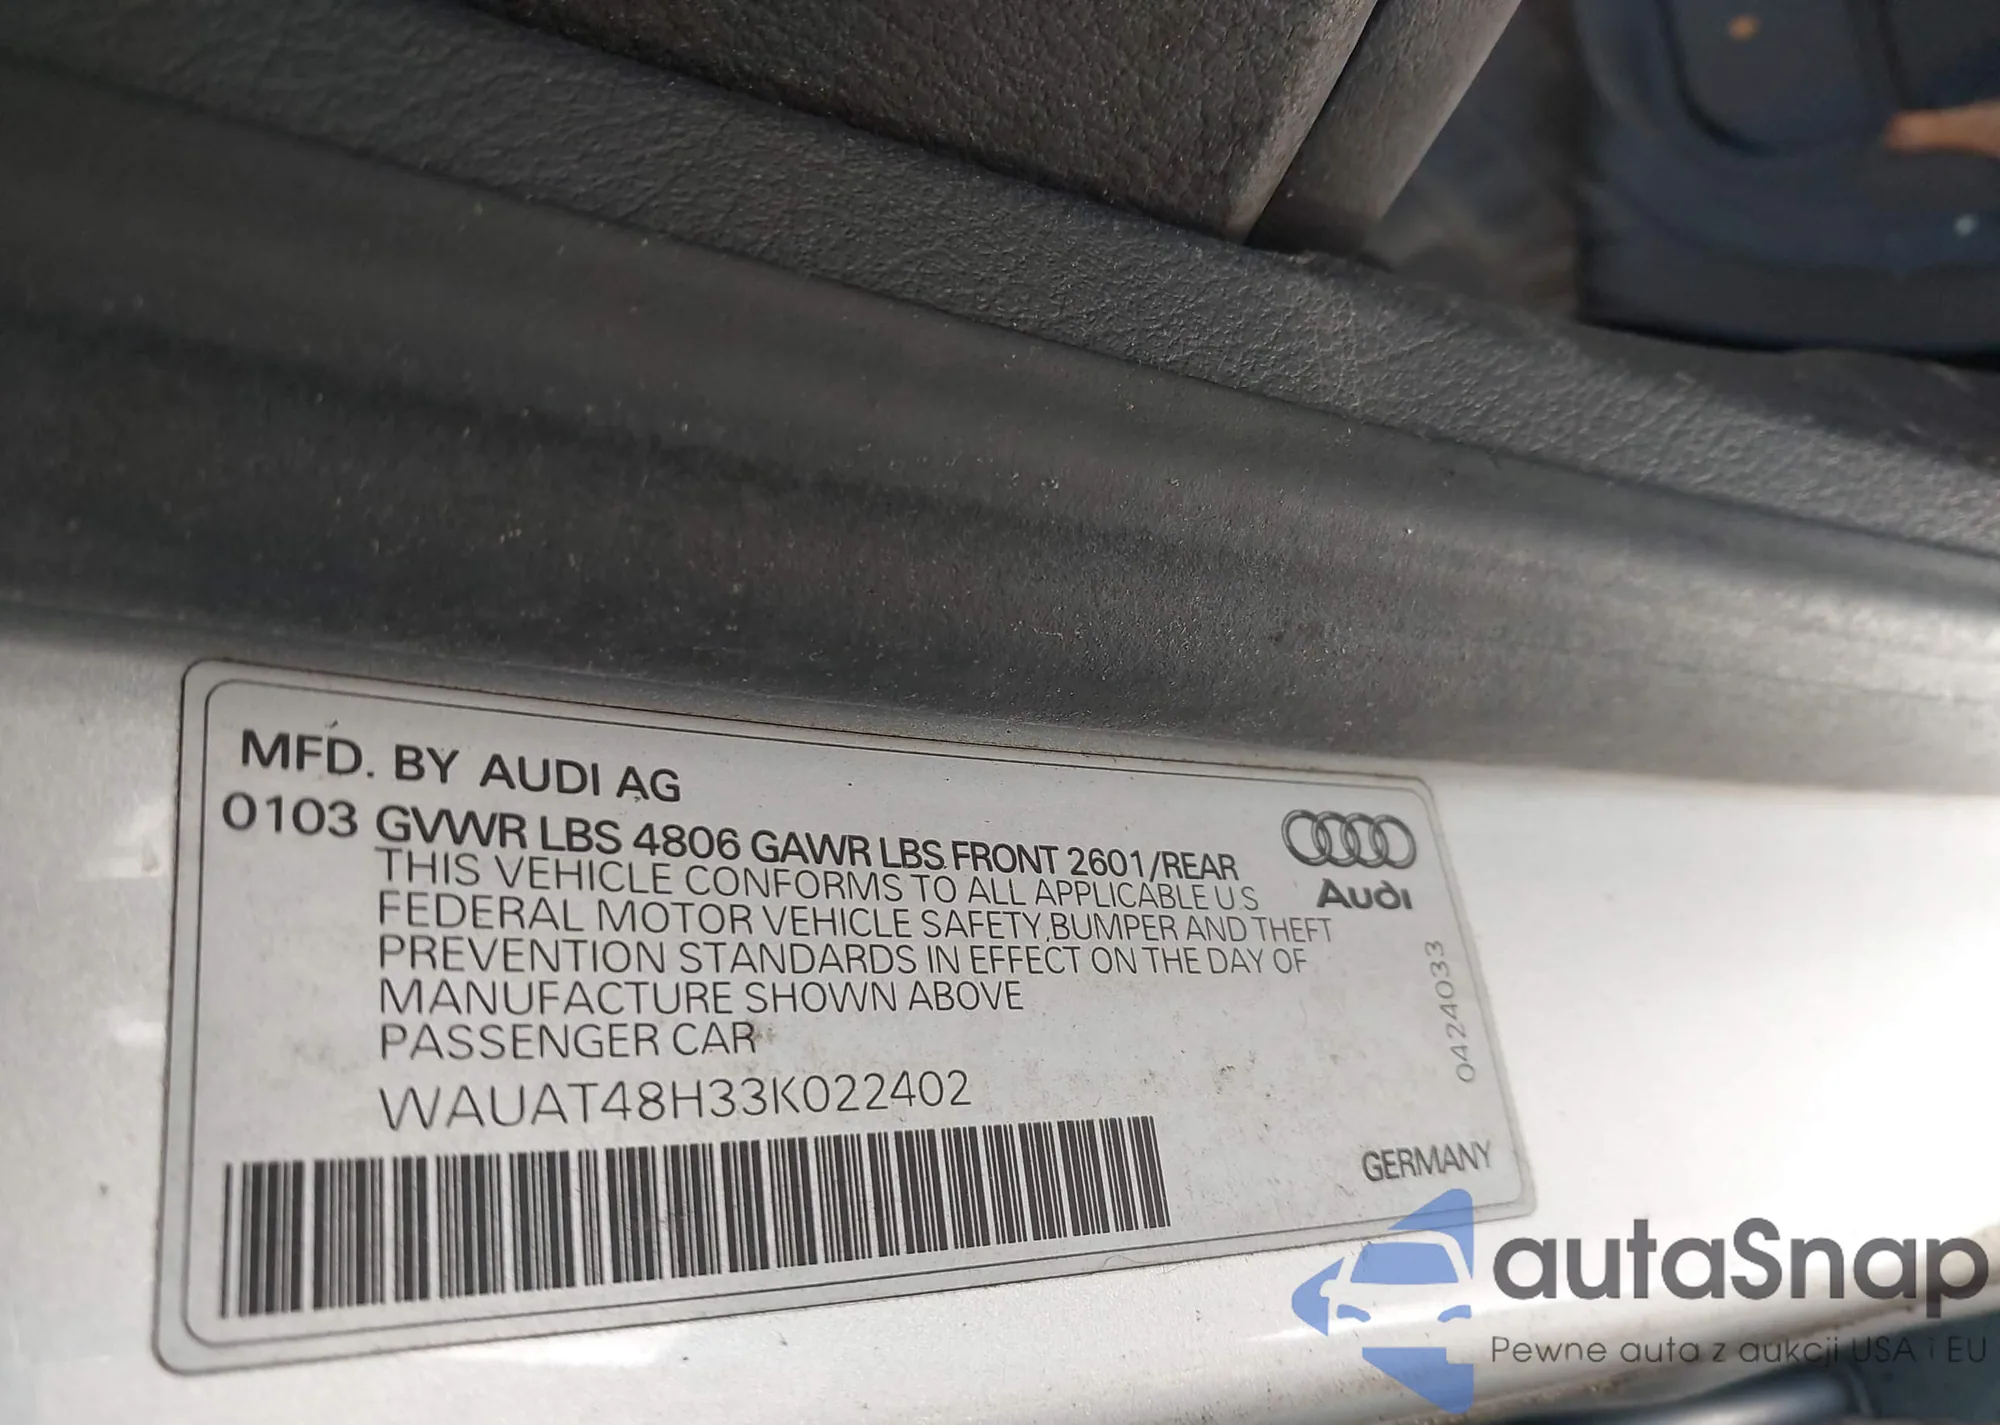 MFD. BY AUDI AG
0103 GVWR LBS 4806 GAWR LBS FRONT 2601/REAR
THIS VEHICLE CONFORMS TO ALL APPLICABLE U.S
FEDERAL MOTOR VEHICLE SAFETY, BUMPER AND THEFT
PREVENTION STANDARDS IN EFFECT ON THE DAY OF
MANUFACTURE SHOWN ABOVE
PASSENGER CAR
WAUAT48H33K022402
Audi
0424033
GERMANY
autaSnap
Pewne auta z aukcji USA i EU